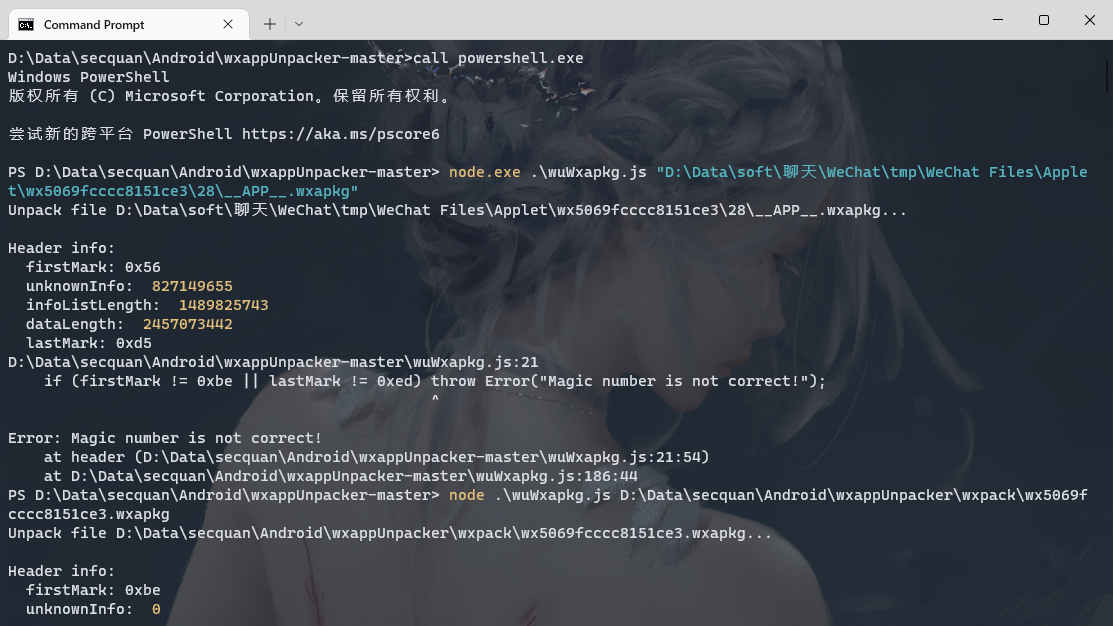 Command Prompt
D:\Data\secquan\Android\wxappUnpacker-master>call powershell.exe
Windows PowerShell
版权所有 (C) Microsoft Corporation。保留所有权利。
尝试新的跨平台 PowerShell https://aka.ms/pscore6
PS D:\Data\secquan\Android\wxappUnpacker-master> node.exe .\wuWxapkg.js "D:\Data\soft\聊天\WeChat\tmp\WeChat Files\Apple
t\wx5069fcccc8151ce3\28\__APP__.wxapkg"
Unpack file D:\Data\soft\聊天\WeChat\tmp\WeChat Files\Applet\wx5069fcccc8151ce3\28\__APP__.wxapkg...
Header info:
  firstMark: 0x56
  unknownInfo:  827149655
  infoListLength:  1489825743
  dataLength:  2457073442
  lastMark: 0xd5
D:\Data\secquan\Android\wxappUnpacker-master\wuWxapkg.js:21
    if (firstMark != 0xbe || lastMark != 0xed) throw Error("Magic number is not correct!");
                                               ^
Error: Magic number is not correct!
    at header (D:\Data\secquan\Android\wxappUnpacker-master\wuWxapkg.js:21:54)
    at D:\Data\secquan\Android\wxappUnpacker-master\wuWxapkg.js:186:44
PS D:\Data\secquan\Android\wxappUnpacker-master> node .\wuWxapkg.js D:\Data\secquan\Android\wxappUnpacker\wxpack\wx5069f
cccc8151ce3.wxapkg
Unpack file D:\Data\secquan\Android\wxappUnpacker\wxpack\wx5069fcccc8151ce3.wxapkg...
Header info:
  firstMark: 0xbe
  unknownInfo:  0